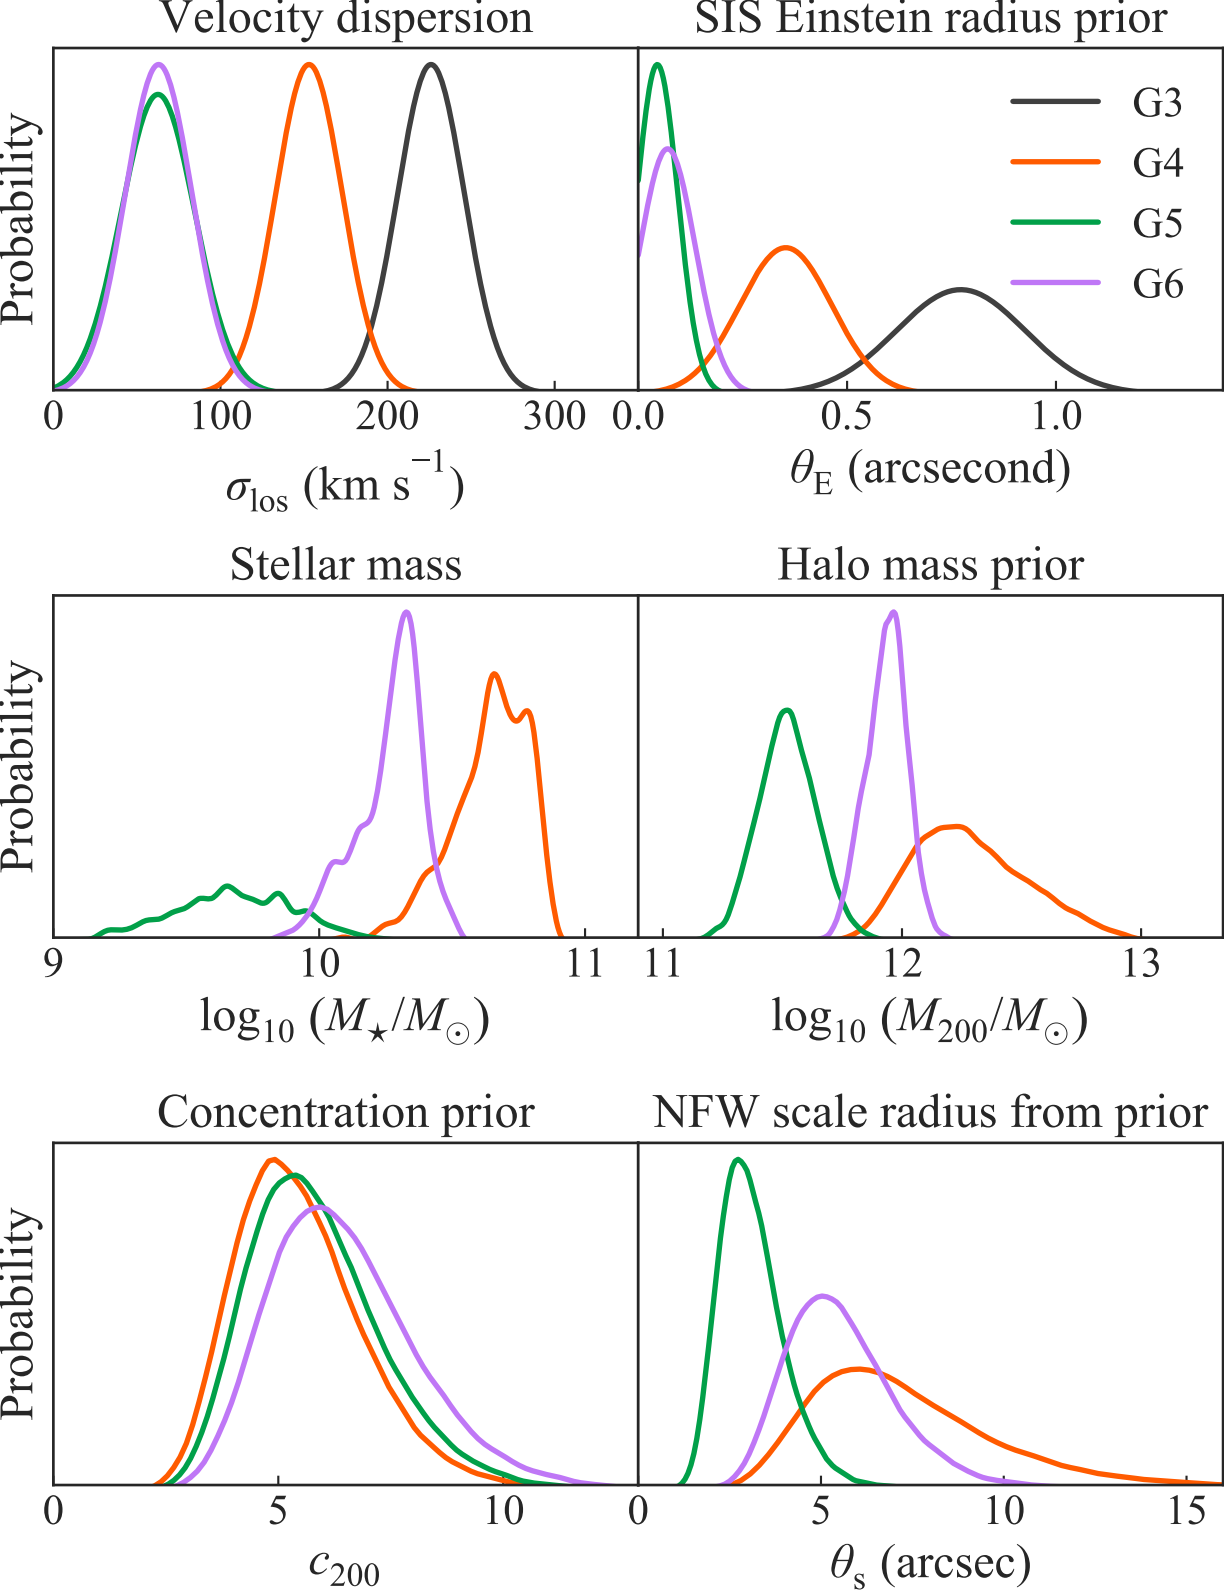 Velocity dispersion
SIS Einstein radius prior
Probability
G3
G4
G5
G6
0 100 200 300
0.0 0.5 1.0
σlos (km s−1)
θE (arcsecond)
Stellar mass
Halo mass prior
Probability
9 10 11
11 12 13
log10 (M★/M⊙)
log10 (M200/M⊙)
Concentration prior
NFW scale radius from prior
Probability
0 5 10
0 5 10 15
c200
θs (arcsec)